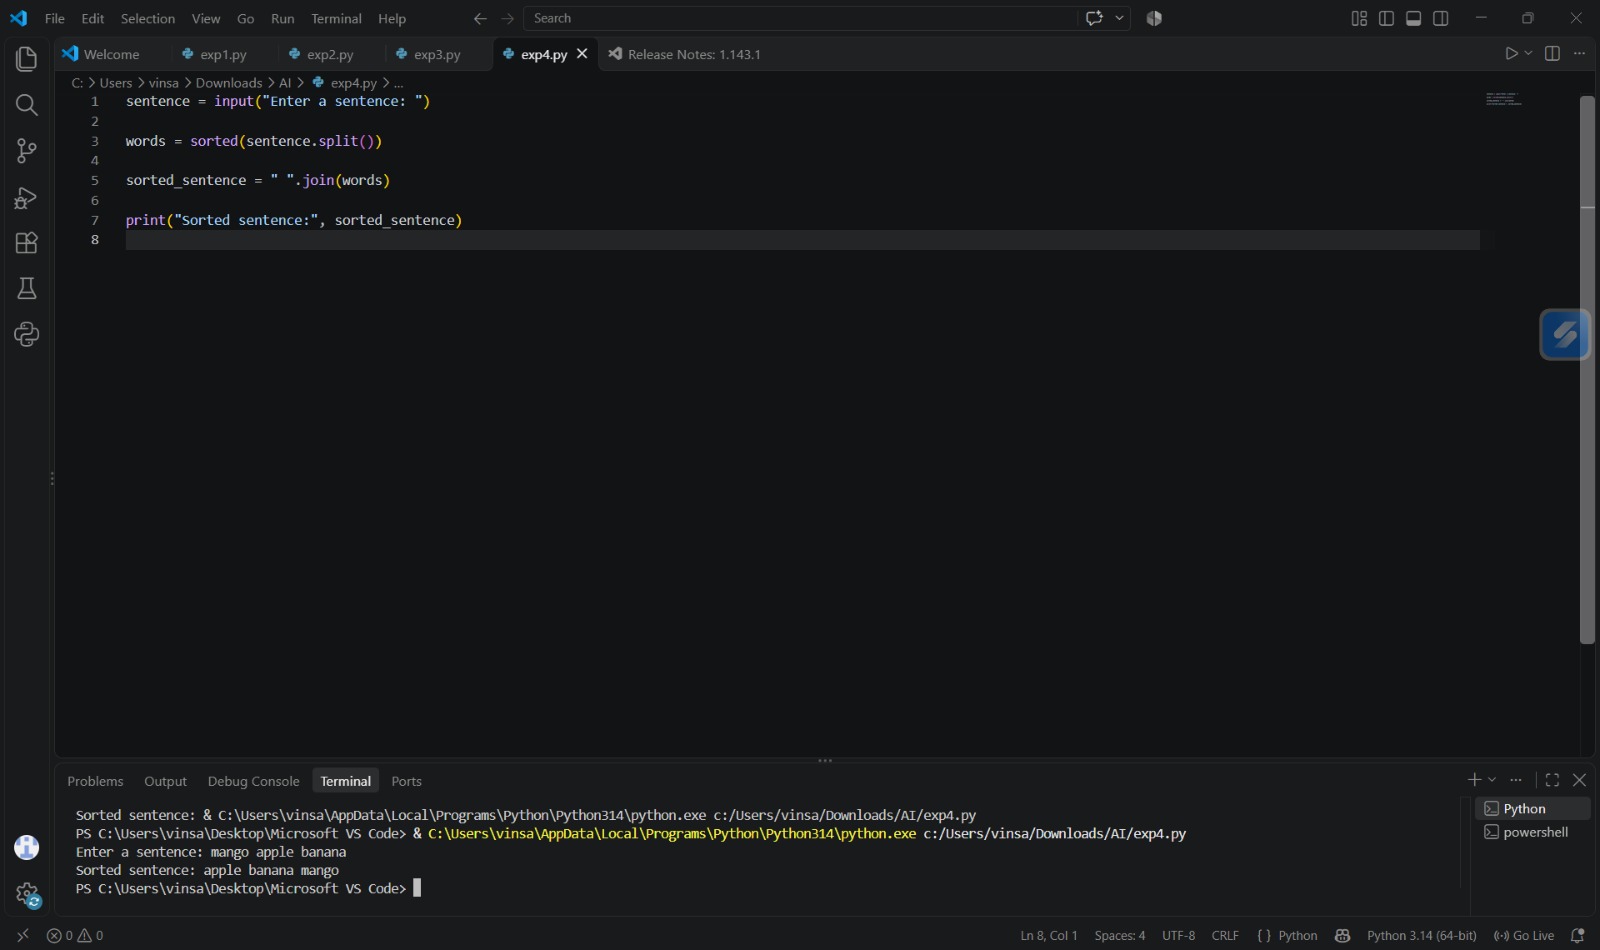 File Edit Selection View Go Run Terminal Help Search
Welcome exp1.py exp2.py exp3.py exp4.py Release Notes: 1.143.1
C: > Users > vinsa > Downloads > AI > exp4.py > ...
1 sentence = input("Enter a sentence: ")
2
3 words = sorted(sentence.split())
4
5 sorted_sentence = " ".join(words)
6
7 print("Sorted sentence:", sorted_sentence)
8
Problems Output Debug Console Terminal Ports
Sorted sentence: & C:\Users\vinsa\AppData\Local\Programs\Python\Python314\python.exe c:/Users/vinsa/Downloads/AI/exp4.py
PS C:\Users\vinsa\Desktop\Microsoft VS Code> & C:\Users\vinsa\AppData\Local\Programs\Python\Python314\python.exe c:/Users/vinsa/Downloads/AI/exp4.py
Enter a sentence: mango apple banana
Sorted sentence: apple banana mango
PS C:\Users\vinsa\Desktop\Microsoft VS Code>
Python
powershell
0 0 Ln 8, Col 1 Spaces: 4 UTF-8 CRLF { } Python Python 3.14 (64-bit) Go Live